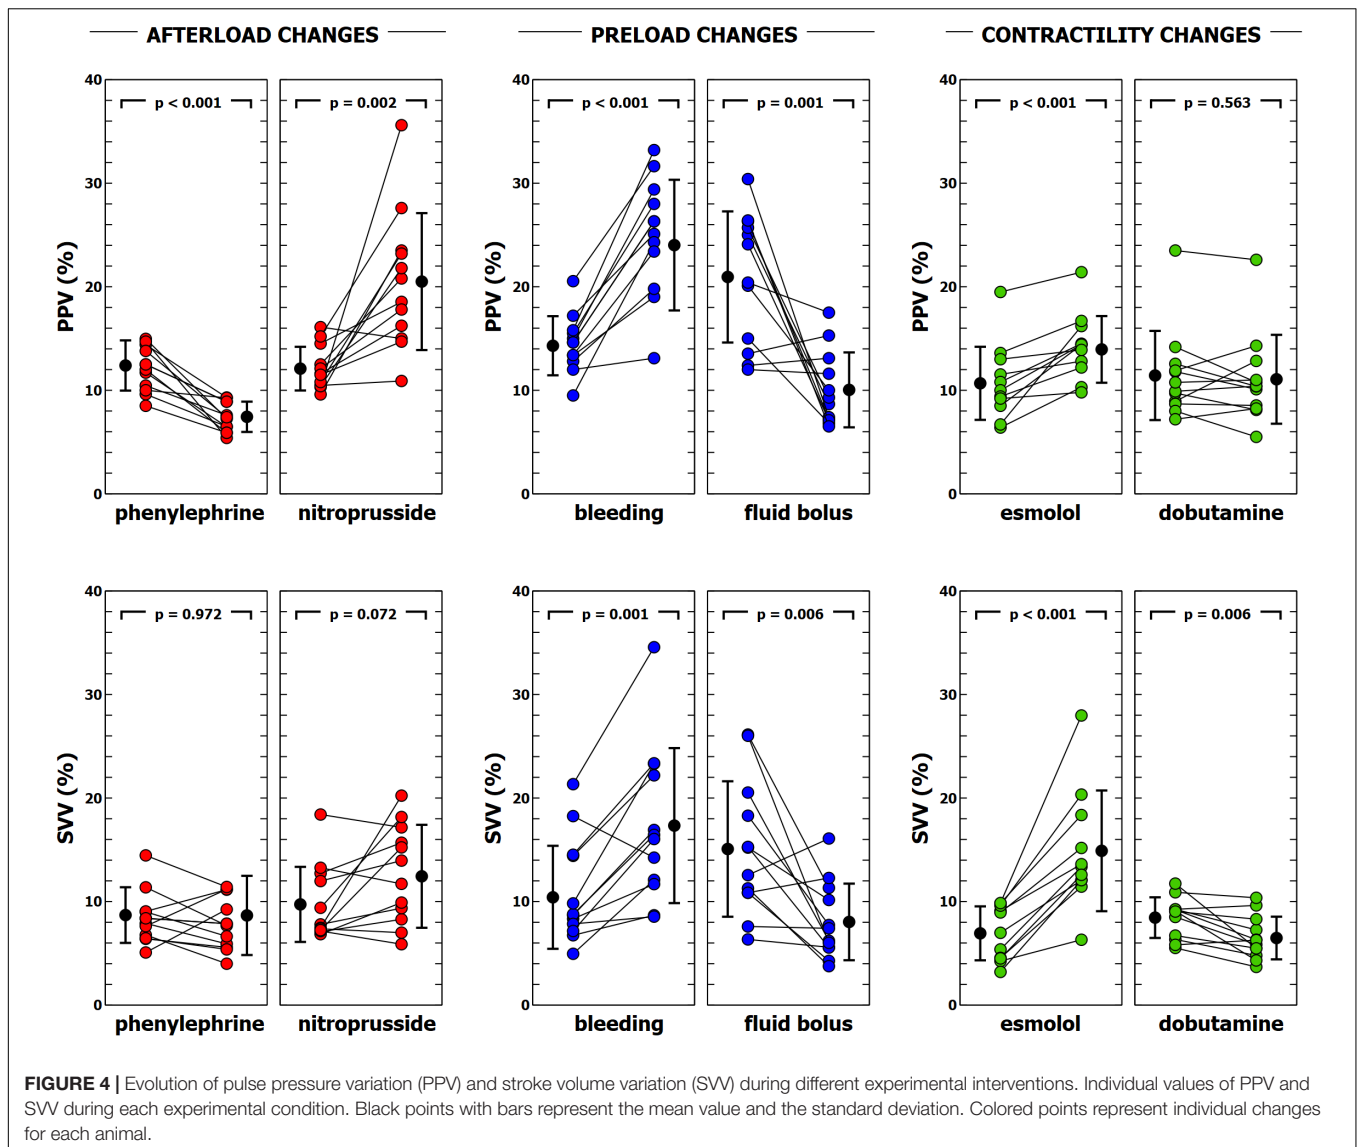 AFTERLOAD CHANGES
PRELOAD CHANGES
CONTRACTILITY CHANGES
PPV (%)
40
30
20
10
0
p < 0.001
p = 0.002
phenylephrine
nitroprusside
PPV (%)
40
30
20
10
0
p < 0.001
p = 0.001
bleeding
fluid bolus
PPV (%)
40
30
20
10
0
p < 0.001
p = 0.563
esmolol
dobutamine
SVV (%)
40
30
20
10
0
p = 0.972
p = 0.072
phenylephrine
nitroprusside
SVV (%)
40
30
20
10
0
p = 0.001
p = 0.006
bleeding
fluid bolus
SVV (%)
40
30
20
10
0
p < 0.001
p = 0.006
esmolol
dobutamine
FIGURE 4 | Evolution of pulse pressure variation (PPV) and stroke volume variation (SVV) during different experimental interventions. Individual values of PPV and
SVV during each experimental condition. Black points with bars represent the mean value and the standard deviation. Colored points represent individual changes
for each animal.